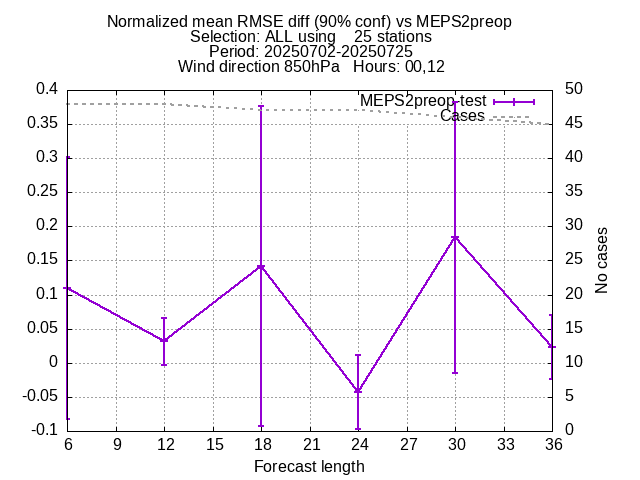 Normalized mean RMSE diff (90% conf) vs MEPS2preop
Selection: ALL using    25 stations
Period: 20250702-20250725
Wind direction 850hPa   Hours: 00,12
MEPS2preop-test
Cases
0.4
0.35
0.3
0.25
0.2
0.15
0.1
0.05
0
-0.05
-0.1
50
45
40
35
30
25
20
15
10
5
0
No cases
6 9 12 15 18 21 24 27 30 33 36
Forecast length